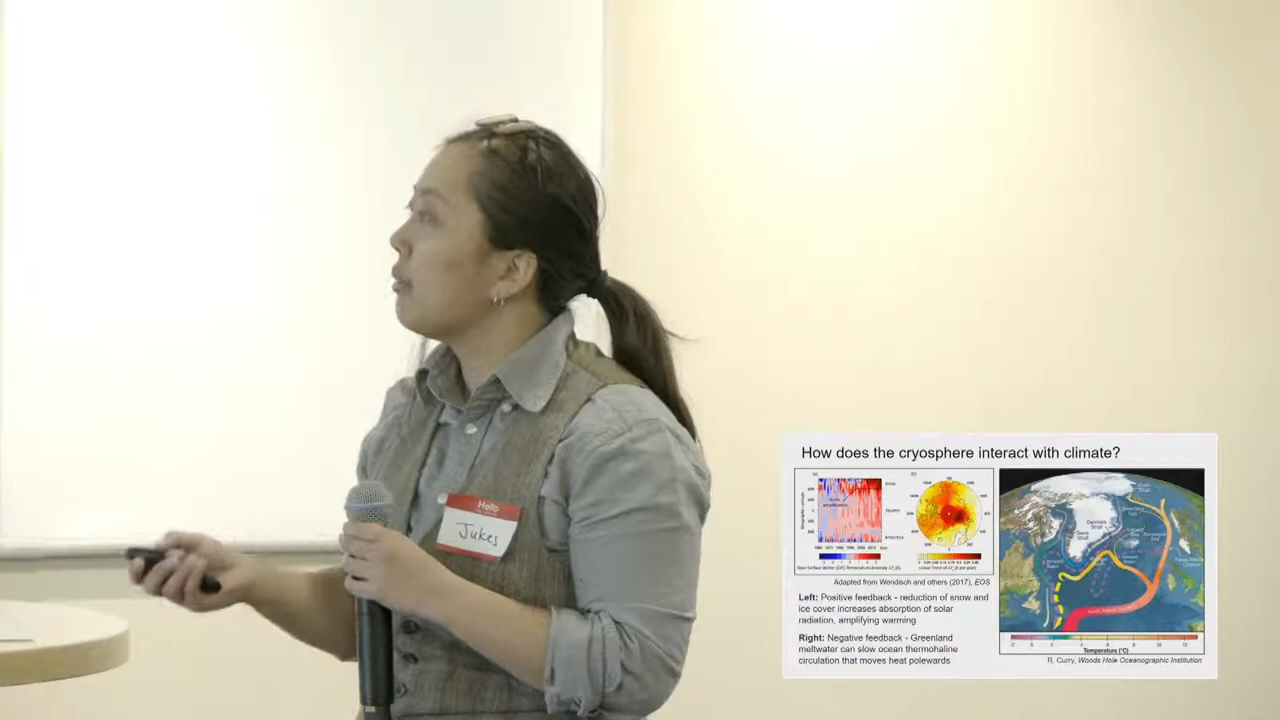 Hello
Jukes
How does the cryosphere interact with climate?
Adapted from Wendisch and others (2017), EOS
Left: Positive feedback - reduction of snow and
ice cover increases absorption of solar
radiation, amplifying warming
Right: Negative feedback - Greenland
meltwater can slow ocean thermohaline
circulation that moves heat polewards
Temperature (°C)
R. Curry, Woods Hole Oceanographic Institution